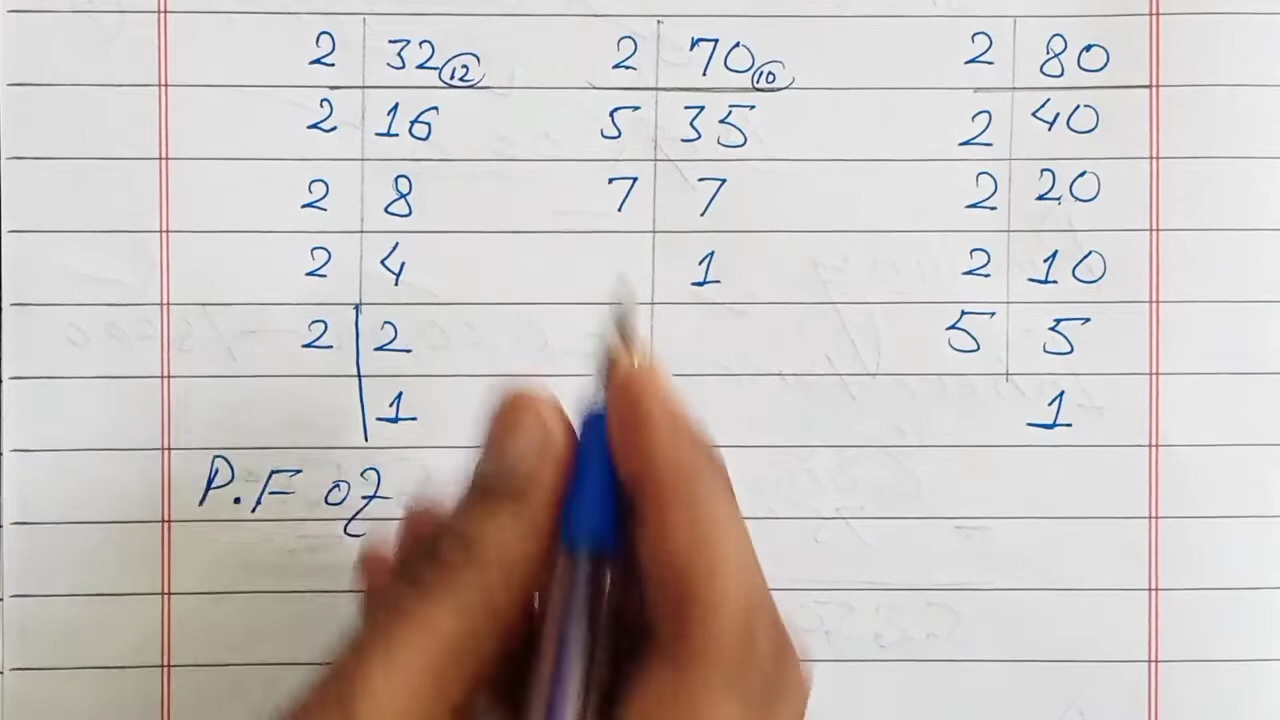 2 32 12 2 70 10 2 80
2 16 5 35 2 40
2 8 7 7 2 20
2 4 1 2 10
2 2 5 5
1 1
P.F of